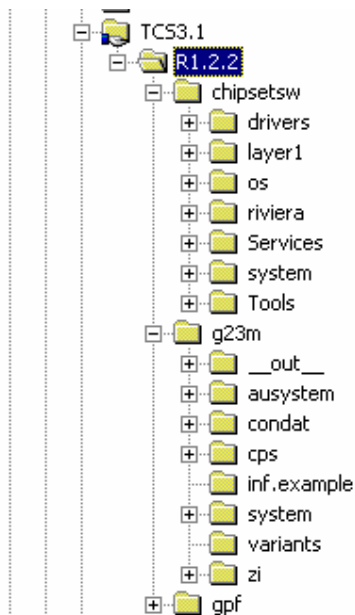 TCS3.1
R1.2.2
chipsetsw
drivers
layer1
os
riviera
Services
system
Tools
g23m
__out__
ausystem
condat
cps
inf.example
system
variants
zi
gpf